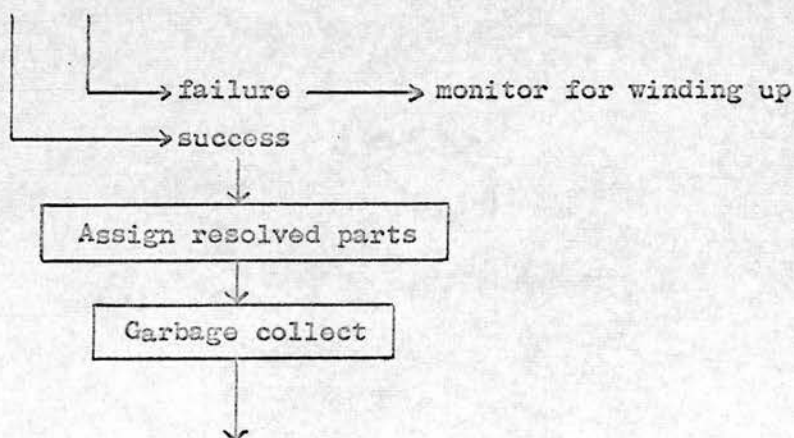 failure monitor for winding up
success
Assign resolved parts
Garbage collect